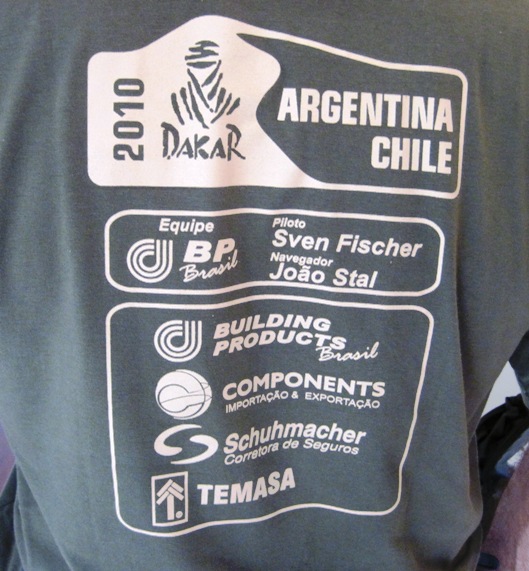 2010
DAKAR
ARGENTINA
CHILE
Equipe
BP
Brasil
Piloto
Sven Fischer
Navegador
João Stal
BUILDING
PRODUCTS
Brasil
COMPONENTS
IMPORTAÇÃO & EXPORTAÇÃO
Schuhmacher
Corretora de Seguros
TEMASA